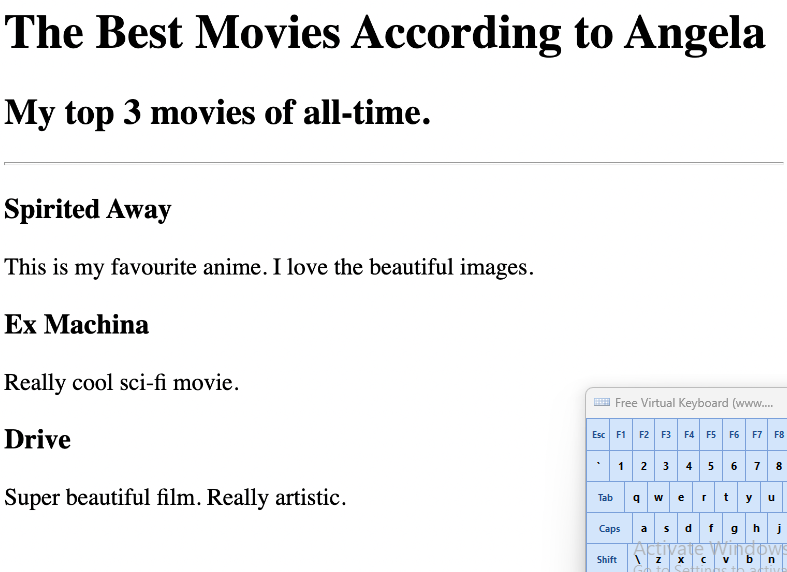 The Best Movies According to Angela
My top 3 movies of all-time.
Spirited Away
This is my favourite anime. I love the beautiful images.
Ex Machina
Really cool sci-fi movie.
Drive
Super beautiful film. Really artistic.
Free Virtual Keyboard (www....
Esc F1 F2 F3 F4 F5 F6 F7 F8
` 1 2 3 4 5 6 7 8
Tab q w e r t y u
Caps a s d f g h j
Activate Windows
Shift \ z x c v b n
Go to Settings to activate